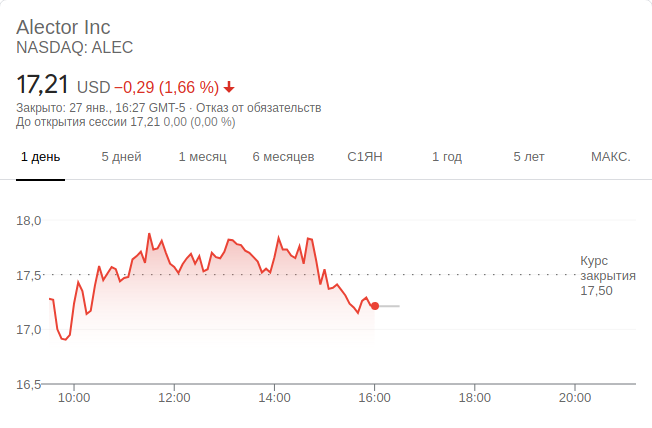 Alector Inc
NASDAQ: ALEC
17,21 USD −0,29 (1,66 %)
Закрыто: 27 янв., 16:27 GMT-5 · Отказ от обязательств
До открытия сессии 17,21 0,00 (0,00 %)
1 день 5 дней 1 месяц 6 месяцев С1ЯН 1 год 5 лет МАКС.
18,0
Курс
17,5 закрытия
17,50
17,0
16,5
10:00 12:00 14:00 16:00 18:00 20:00